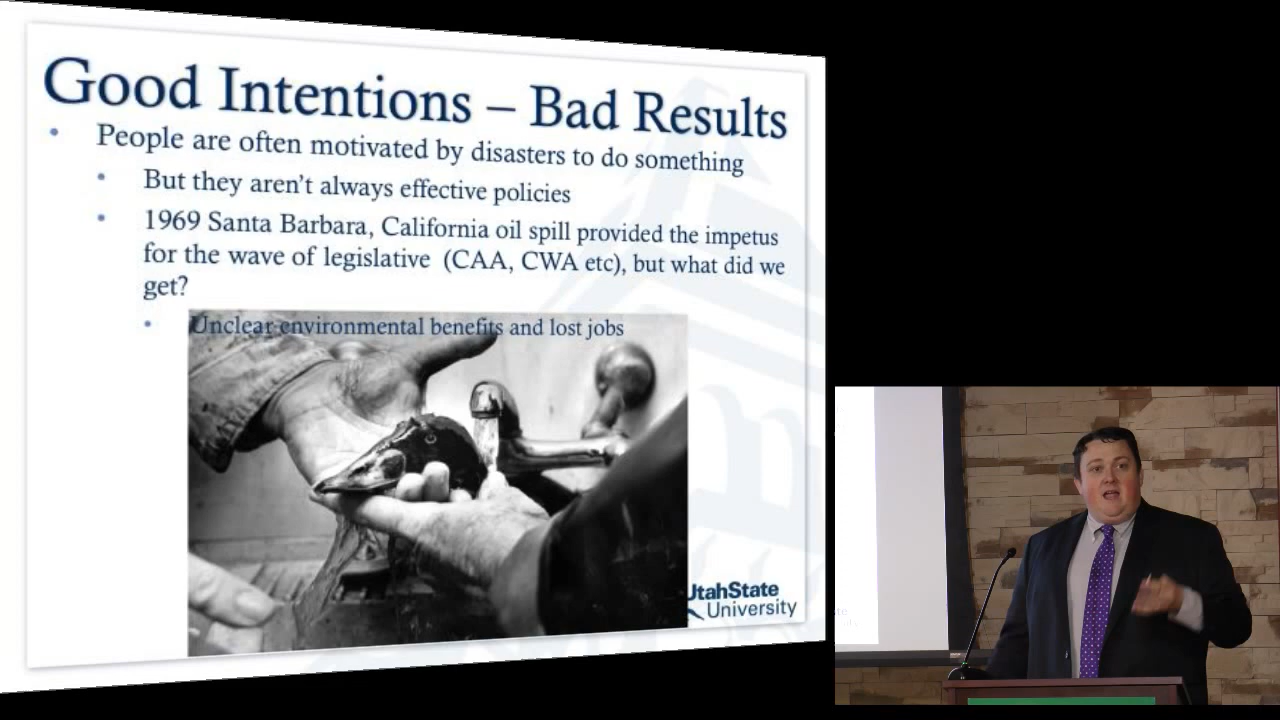 Good Intentions – Bad Results
• People are often motivated by disasters to do something
• But they aren't always effective policies
• 1969 Santa Barbara, California oil spill provided the impetus
for the wave of legislative (CAA, CWA etc), but what did we
get?
• Unclear environmental benefits and lost jobs
UtahState
University